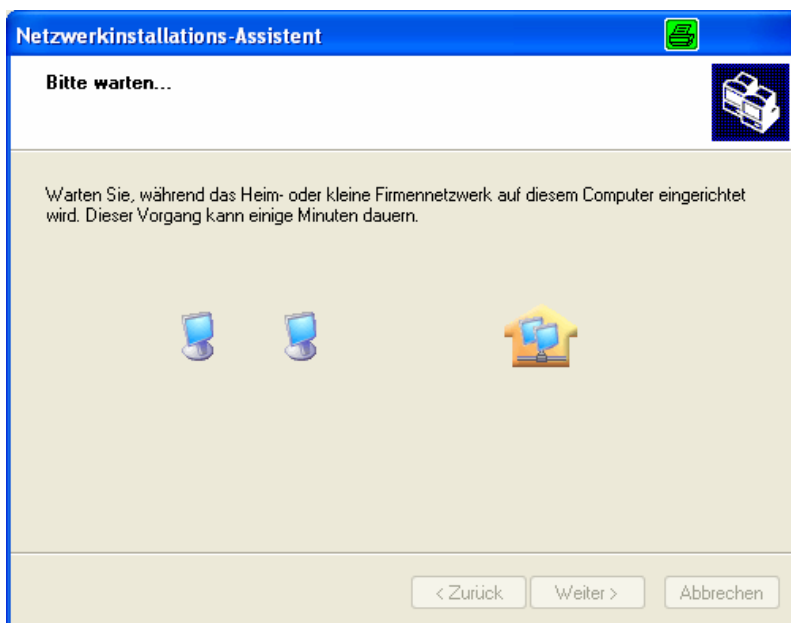 Netzwerkinstallations-Assistent
Bitte warten...
Warten Sie, während das Heim- oder kleine Firmennetzwerk auf diesem Computer eingerichtet
wird. Dieser Vorgang kann einige Minuten dauern.
< Zurück Weiter > Abbrechen